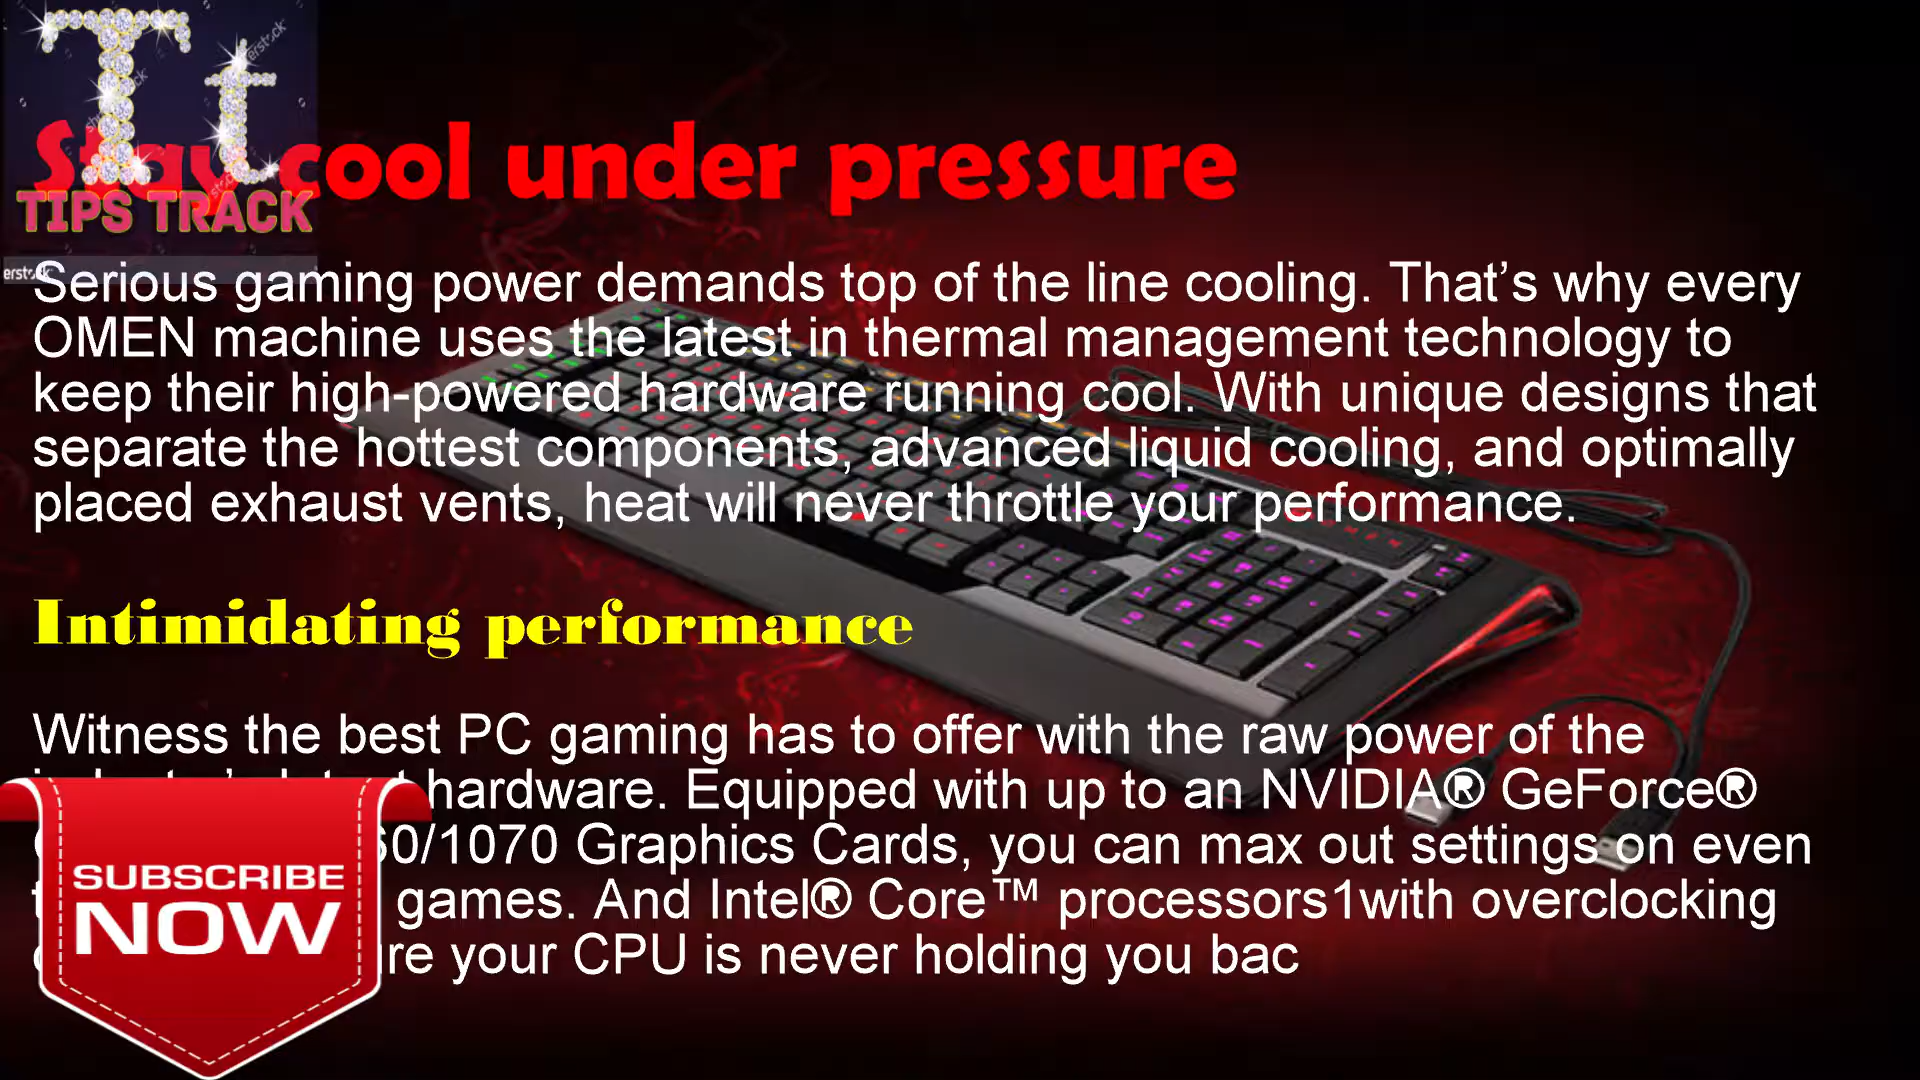 Tt
TIPS TRACK
Stay cool under pressure
Serious gaming power demands top of the line cooling. That’s why every
OMEN machine uses the latest in thermal management technology to
keep their high-powered hardware running cool. With unique designs that
separate the hottest components, advanced liquid cooling, and optimally
placed exhaust vents, heat will never throttle your performance.
Intimidating performance
Witness the best PC gaming has to offer with the raw power of the
hardware. Equipped with up to an NVIDIA® GeForce®
60/1070 Graphics Cards, you can max out settings on even
games. And Intel® Core™ processors1with overclocking
your CPU is never holding you bac
SUBSCRIBE
NOW